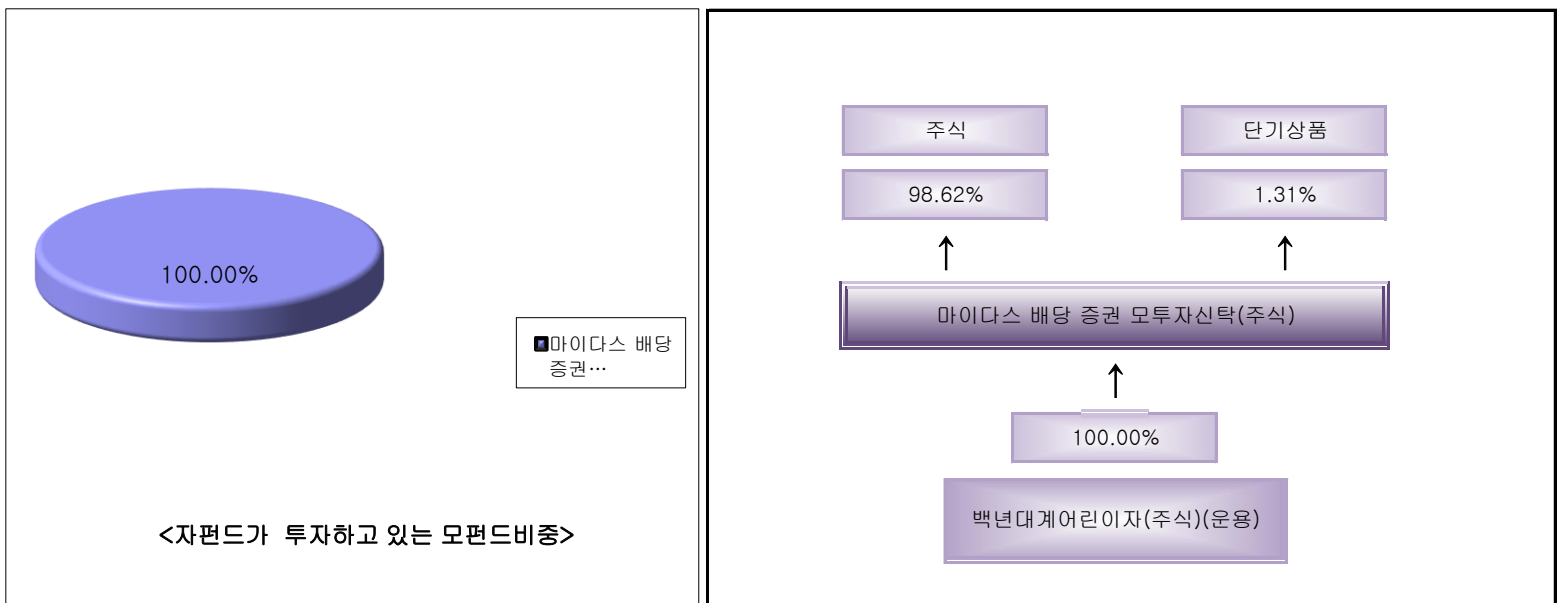 100.00%
■마이다스 배당
증권…
<자펀드가 투자하고 있는 모펀드비중>
주식
단기상품
98.62%
1.31%
↑
↑
마이다스 배당 증권 모투자신탁(주식)
↑
100.00%
백년대계어린이자(주식)(운용)